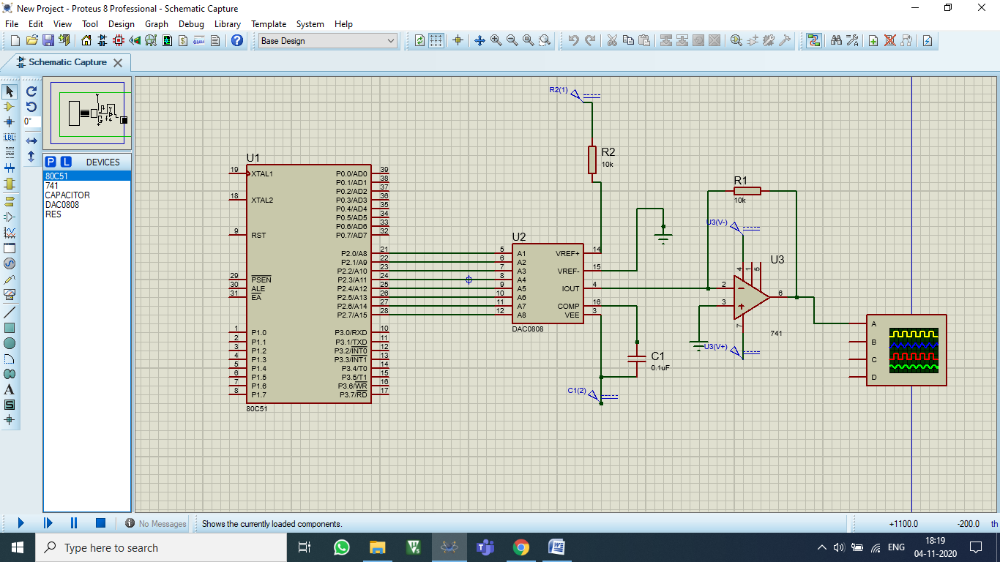 New Project - Proteus 8 Professional - Schematic Capture
File Edit View Tool Design Graph Debug Library Template System Help
Base Design
Schematic Capture
0°
LBL
P L DEVICES
80C51
741
CAPACITOR
DAC0808
RES
A
S
R2(1)
R2
10k
U1
19 XTAL1
18 XTAL2
9 RST
29 PSEN
30 ALE
31 EA
1 P1.0
2 P1.1
3 P1.2
4 P1.3
5 P1.4
6 P1.5
7 P1.6
8 P1.7
P0.0/AD0 39
P0.1/AD1 38
P0.2/AD2 37
P0.3/AD3 36
P0.4/AD4 35
P0.5/AD5 34
P0.6/AD6 33
P0.7/AD7 32
P2.0/A8 21
P2.1/A9 22
P2.2/A10 23
P2.3/A11 24
P2.4/A12 25
P2.5/A13 26
P2.6/A14 27
P2.7/A15 28
P3.0/RXD 10
P3.1/TXD 11
P3.2/INT0 12
P3.3/INT1 13
P3.4/T0 14
P3.5/T1 15
P3.6/WR 16
P3.7/RD 17
80C51
U2
5 A1
6 A2
7 A3
8 A4
9 A5
10 A6
11 A7
12 A8
VREF+ 14
VREF- 15
IOUT 4
COMP 16
VEE 3
DAC0808
C1
0.1uF
C1(2)
R1
10k
U3(V-)
U3
4 1 5
2
3
6
7
741
U3(V+)
A
B
C
D
No Messages
Shows the currently loaded components.
+1100.0 -200.0 th
Type here to search
ENG
18:19
04-11-2020